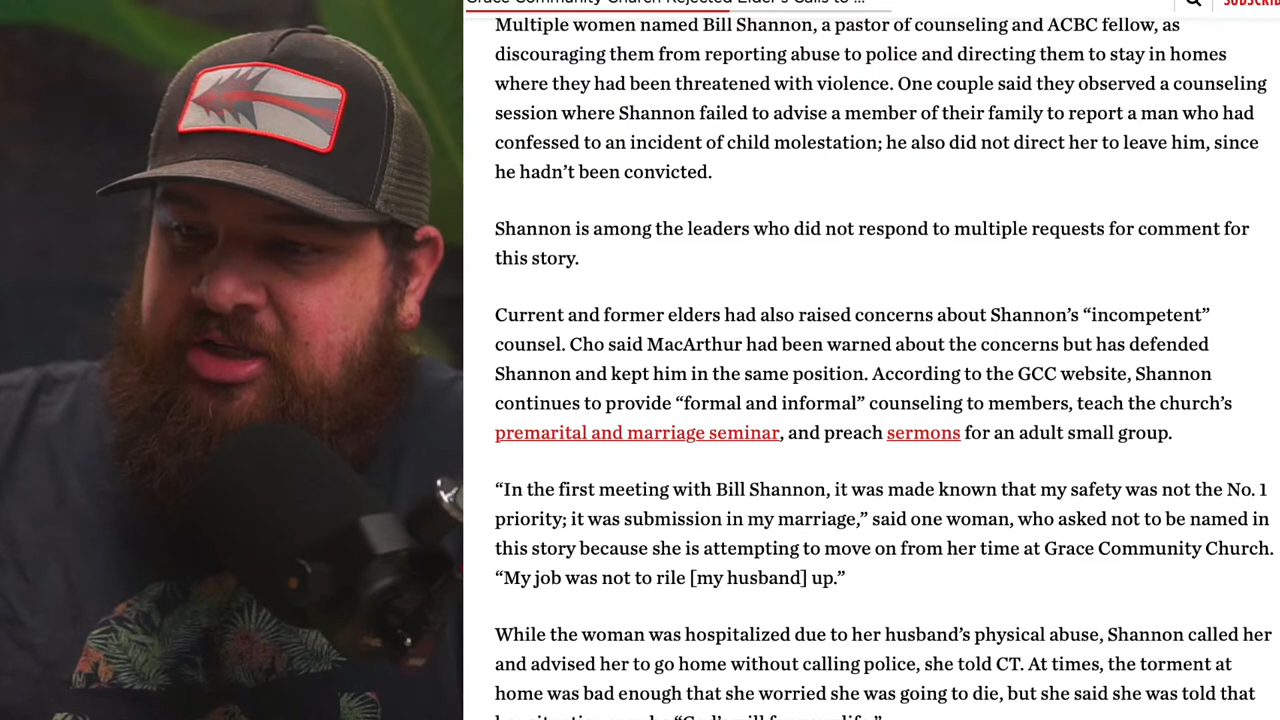 Grace Community Church Rejected Elder's Calls to ...
SUBSCRIB
Multiple women named Bill Shannon, a pastor of counseling and ACBC fellow, as
discouraging them from reporting abuse to police and directing them to stay in homes
where they had been threatened with violence. One couple said they observed a counseling
session where Shannon failed to advise a member of their family to report a man who had
confessed to an incident of child molestation; he also did not direct her to leave him, since
he hadn’t been convicted.
Shannon is among the leaders who did not respond to multiple requests for comment for
this story.
Current and former elders had also raised concerns about Shannon’s “incompetent”
counsel. Cho said MacArthur had been warned about the concerns but has defended
Shannon and kept him in the same position. According to the GCC website, Shannon
continues to provide “formal and informal” counseling to members, teach the church’s
premarital and marriage seminar, and preach sermons for an adult small group.
“In the first meeting with Bill Shannon, it was made known that my safety was not the No. 1
priority; it was submission in my marriage,” said one woman, who asked not to be named in
this story because she is attempting to move on from her time at Grace Community Church.
“My job was not to rile [my husband] up.”
While the woman was hospitalized due to her husband’s physical abuse, Shannon called her
and advised her to go home without calling police, she told CT. At times, the torment at
home was bad enough that she worried she was going to die, but she said she was told that